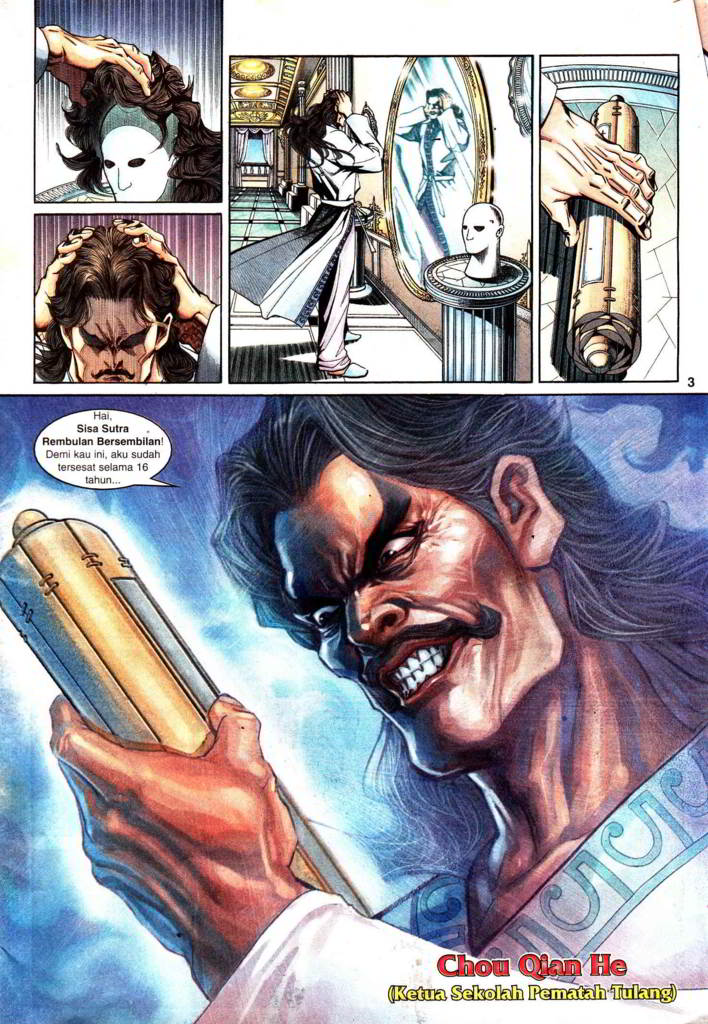 3
Hai,
Sisa Sutra
Rembulan Bersembilan!
Demi kau ini, aku sudah
tersesat selama 16
tahun...
Chou Qian He
(Ketua Sekolah Pematah Tulang)